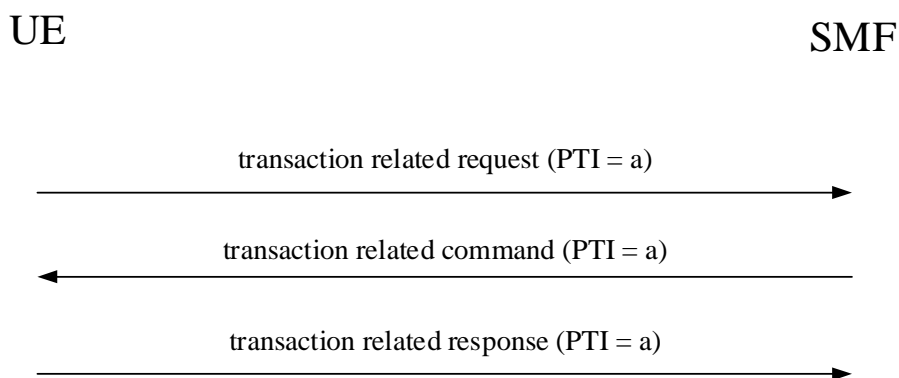 UE
SMF
transaction related request (PTI = a)
transaction related command (PTI = a)
transaction related response (PTI = a)